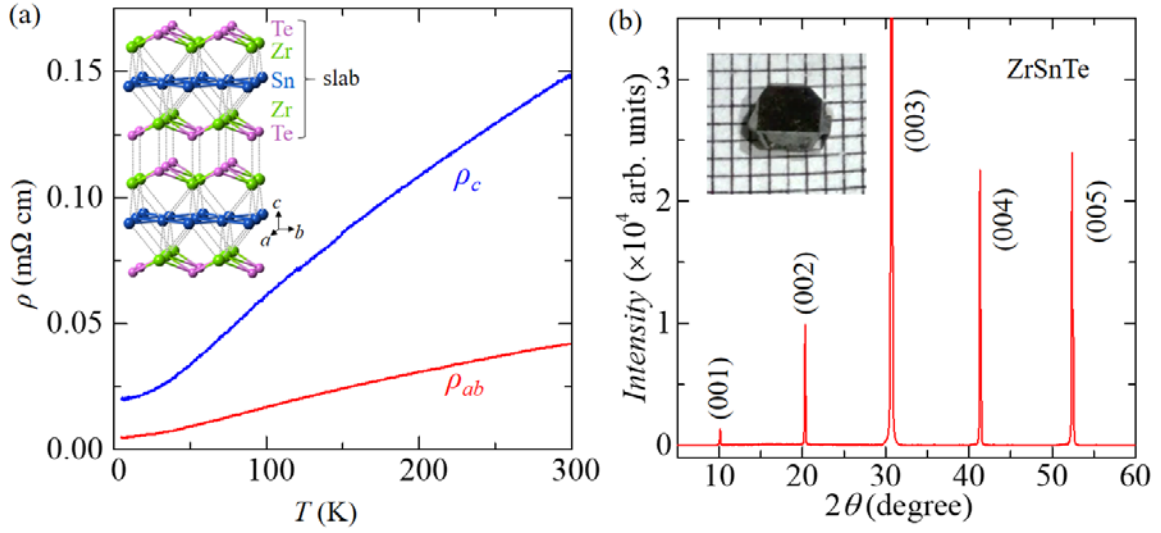 (a)
Te
Zr
Sn
slab
Zr
Te
c
a
b
ρc
ρab
0.15
0.10
0.05
0.00
ρ (mΩ cm)
0
100
200
300
T (K)
(b)
ZrSnTe
(001)
(002)
(003)
(004)
(005)
3
2
1
0
Intensity (×10⁴ arb. units)
10
20
30
40
50
60
2θ (degree)